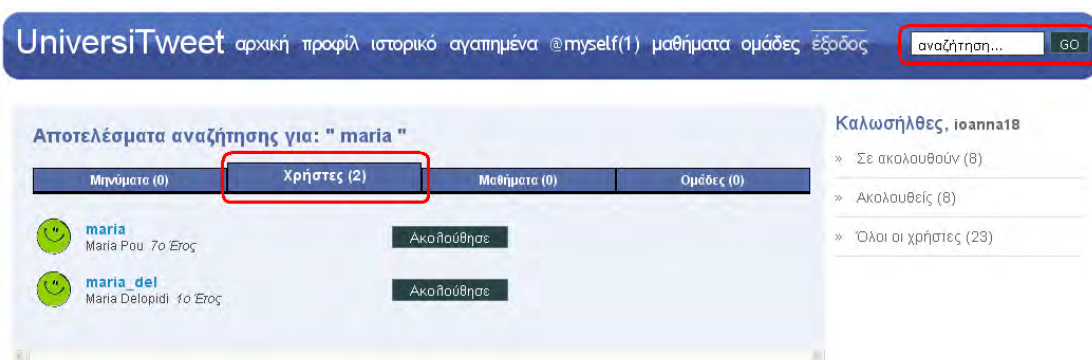 UniversiTweet αρχική προφίλ ιστορικό αγαπημένα @myself(1) μαθήματα ομάδες έξοδος αναζήτηση... GO
Αποτελέσματα αναζήτησης για: " maria "
Μηνύματα (0) Χρήστες (2) Μαθήματα (0) Ομάδες (0)
maria
Maria Pou 7ο Έτος
Ακολούθησε
maria_del
Maria Delopidi 1ο Έτος
Ακολούθησε
Καλωσήλθες, ioanna18
» Σε ακολουθούν (8)
» Ακολουθείς (8)
» Όλοι οι χρήστες (23)